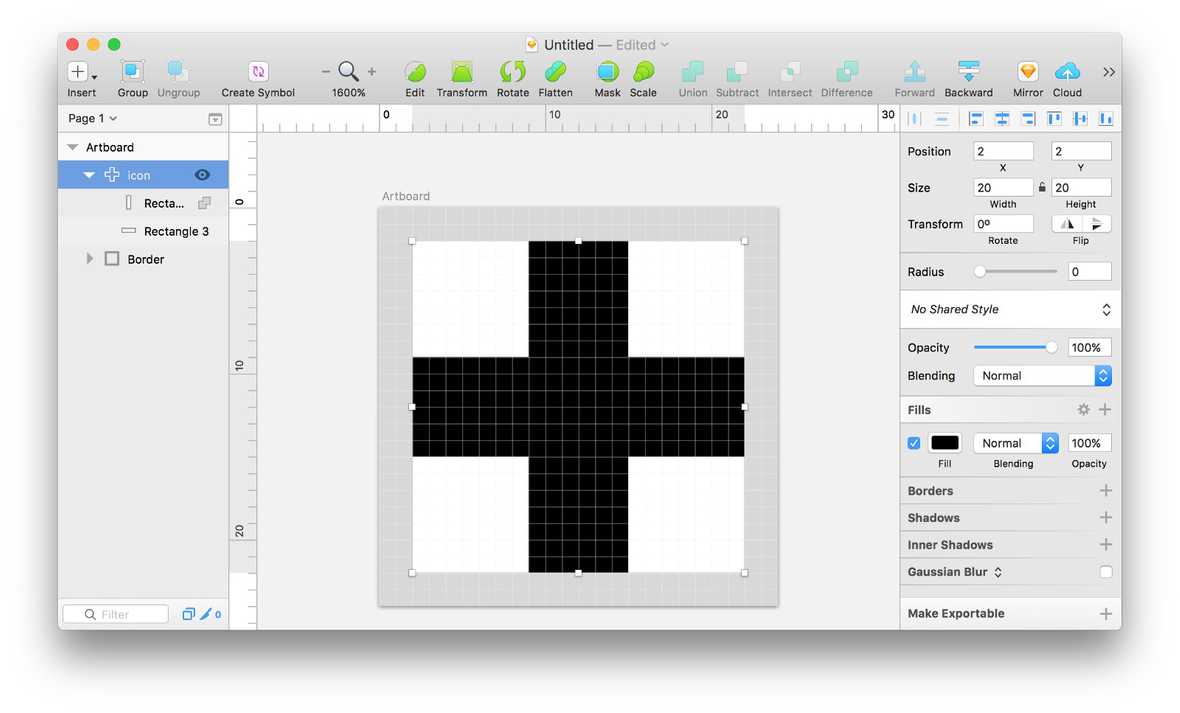 Untitled — Edited
Insert Group Ungroup Create Symbol 1600% Edit Transform Rotate Flatten Mask Scale Union Subtract Intersect Difference Forward Backward Mirror Cloud
Page 1
0 10 20 30
Artboard
icon
Recta...
Rectangle 3
Border
Filter
0
0
10
20
Artboard
Position 2 2
X Y
Size 20 20
Width Height
Transform 0º
Rotate Flip
Radius 0
No Shared Style
Opacity 100%
Blending Normal
Fills
Normal 100%
Fill Blending Opacity
Borders
Shadows
Inner Shadows
Gaussian Blur
Make Exportable